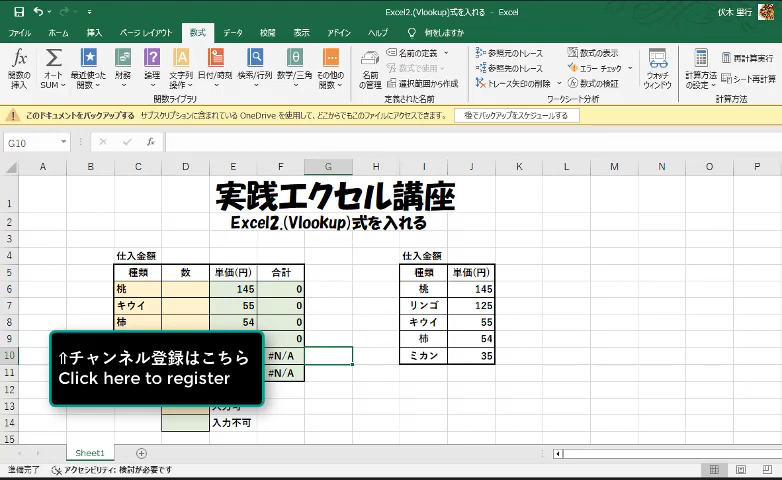 Excel2.(Vlookup)式を入れる - Excel
伏木 里行
ファイル ホーム 挿入 ページ レイアウト 数式 データ 校閲 表示 アドイン ヘルプ 何をしますか
関数の挿入
オート SUM
最近使った関数
財務
論理
文字列操作
日付/時刻
検索/行列
数学/三角
その他の関数
関数ライブラリ
名前の管理
名前の定義
数式で使用
選択範囲から作成
定義された名前
参照元のトレース
参照先のトレース
トレース矢印の削除
数式の表示
エラー チェック
数式の検証
ワークシート分析
ウォッチ ウィンドウ
計算方法の設定
再計算実行
シート再計算
計算方法
このドキュメントをバックアップする サブスクリプションに含まれている OneDrive を使用して、どこからでもこのファイルにアクセスできます。 後でバックアップをスケジュールする
G10 fx
A B C D E F G H I J K L M N O P
1 実践エクセル講座
2 Excel2.(Vlookup)式を入れる
3
4 仕入金額 仕入金額
5 種類 数 単価(円) 合計 種類 単価(円)
6 桃 145 0 桃 145
7 キウイ 55 0 リンゴ 125
8 柿 54 0 キウイ 55
9 0 柿 54
10 #N/A ミカン 35
11 #N/A
12
13 入力可
14 入力不可
15
⇧チャンネル登録はこちら
Click here to register
Sheet1
準備完了 アクセシビリティ: 検討が必要です